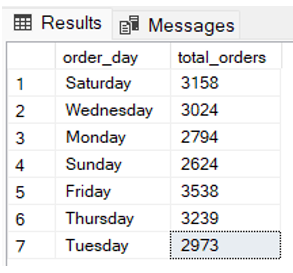 Results Messages
order_day total_orders
1 Saturday 3158
2 Wednesday 3024
3 Monday 2794
4 Sunday 2624
5 Friday 3538
6 Thursday 3239
7 Tuesday 2973